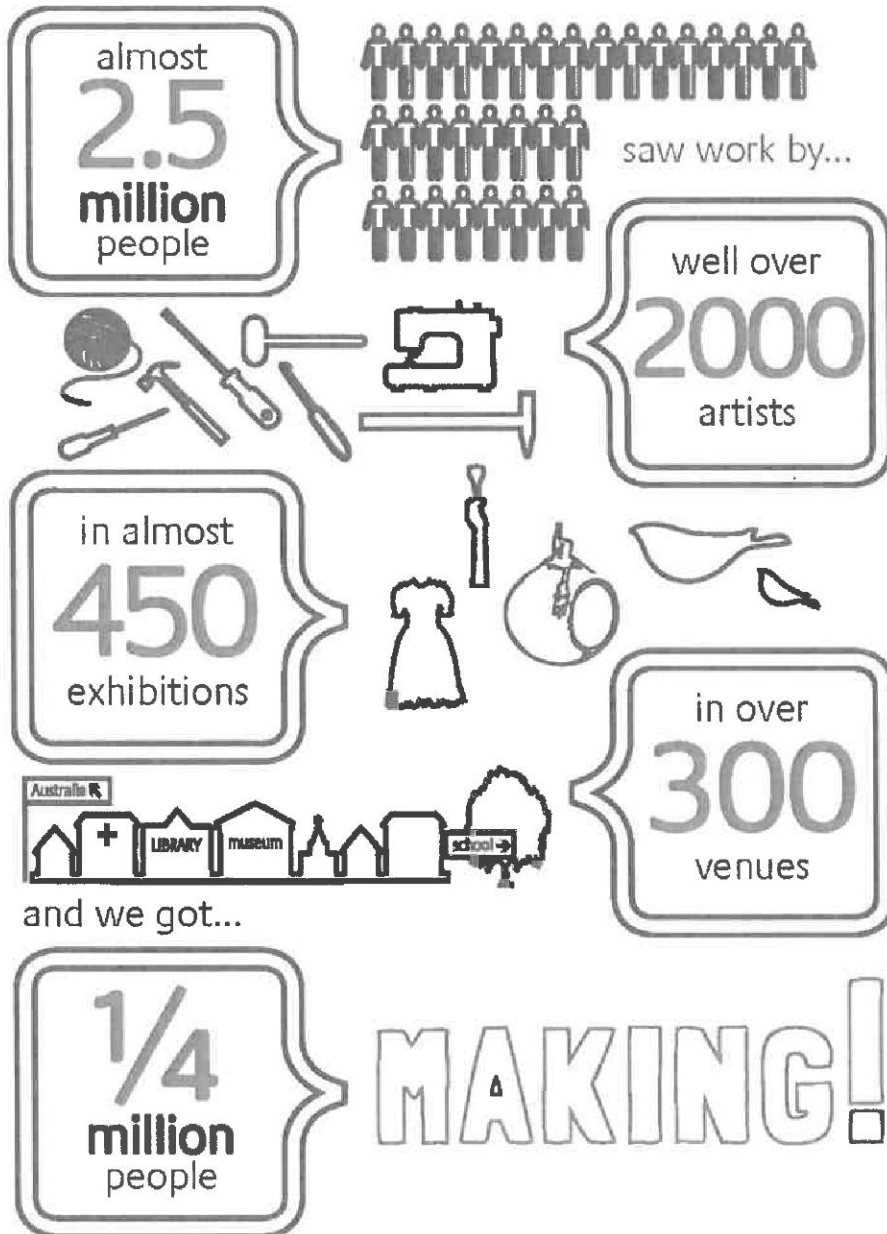 almost
2.5
million
people
saw work by...
well over
2000
artists
in almost
450
exhibitions
in over
300
venues
Australia
LIBRARY
museum
school
and we got...
1/4
million
people
MAKING!